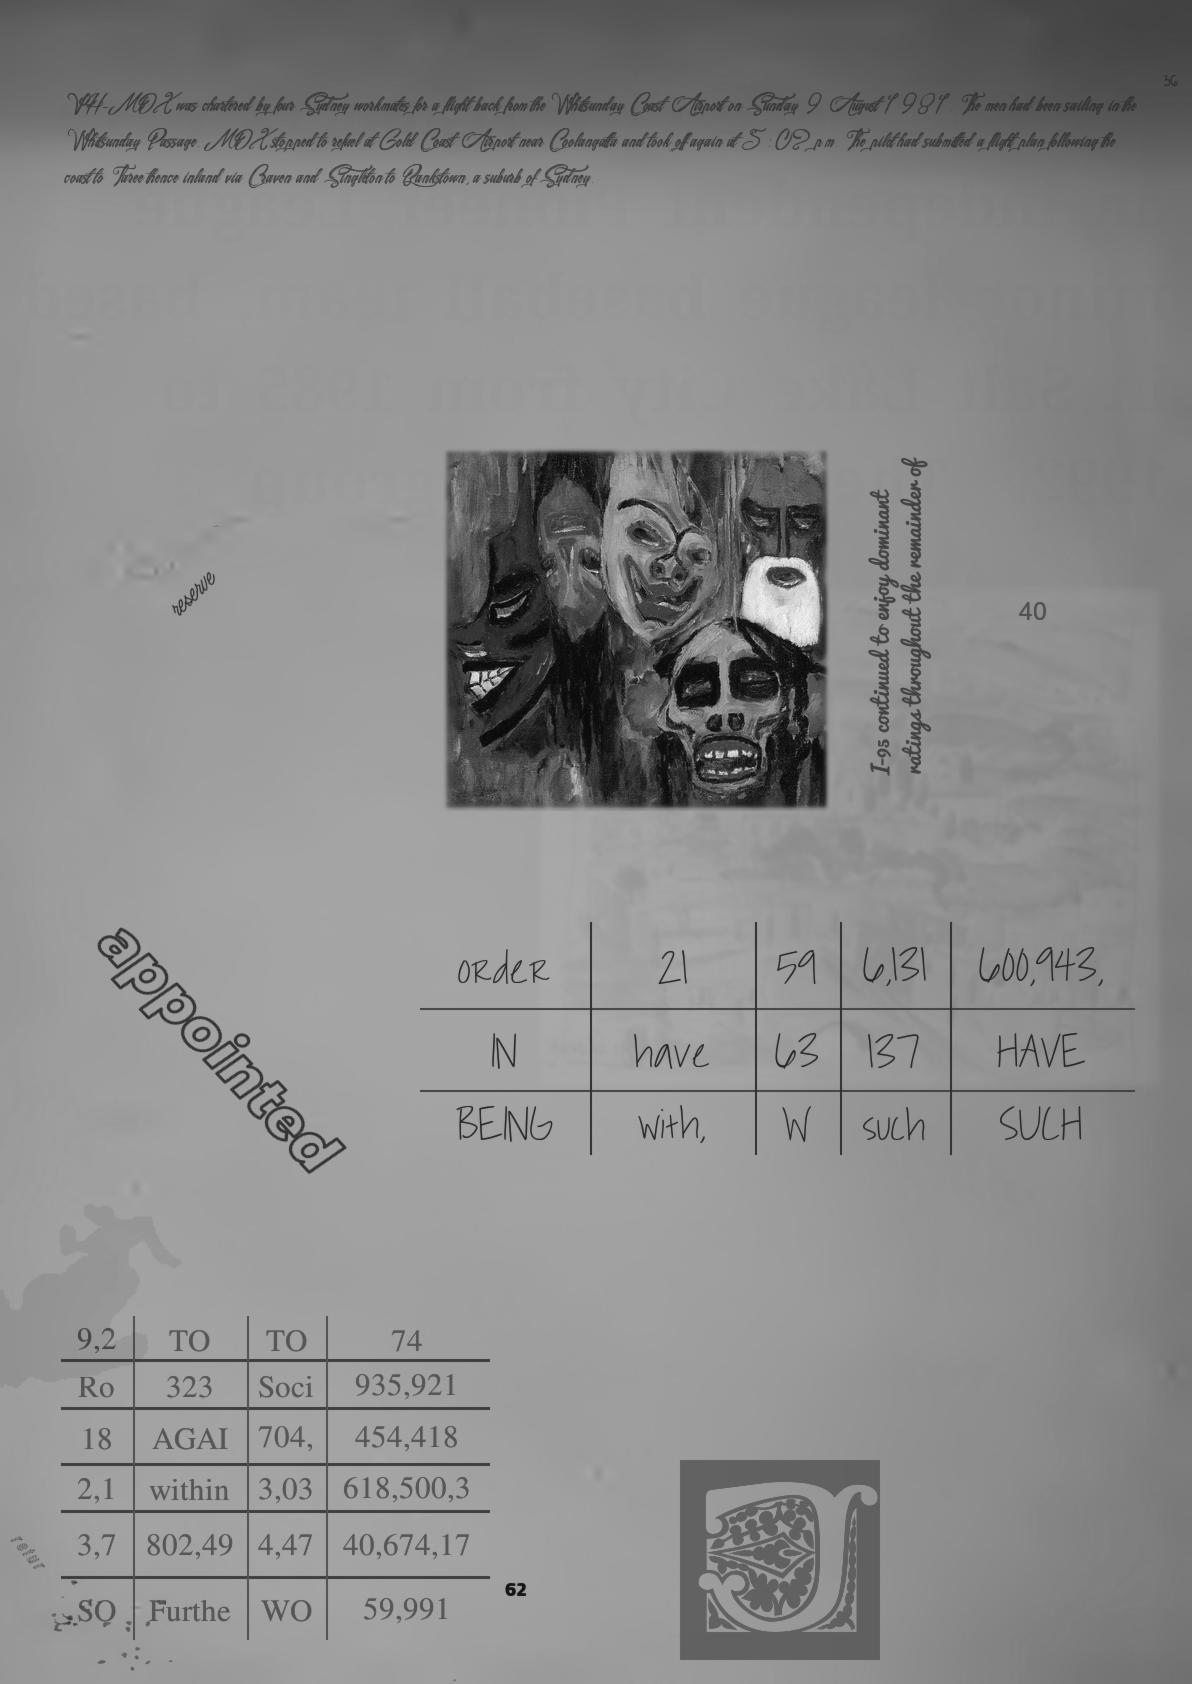 36
VH-MDX was chartered by four Sydney workmates for a flight back from the Whitsunday Coast Airport on Sunday 9 August 1981. The men had been sailing in the
Whitsunday Passage. MDX stopped to refuel at Gold Coast Airport near Coolangatta and took off again at 5:02 p.m. The pilot had submitted a flight plan following the
coast to Taree thence inland via Craven and Singleton to Bankstown, a suburb of Sydney.
I-95 continued to enjoy dominant
ratings throughout the remainder of
reserve
40
appointed
order 21 59 6,131 600,943,
IN have 63 137 HAVE
BEING with, W such SUCH
9,2 TO TO 74
Ro 323 Soci 935,921
18 AGAI 704, 454,418
2,1 within 3,03 618,500,3
3,7 802,49 4,47 40,674,17
SO Furthe WO 59,991
62
J